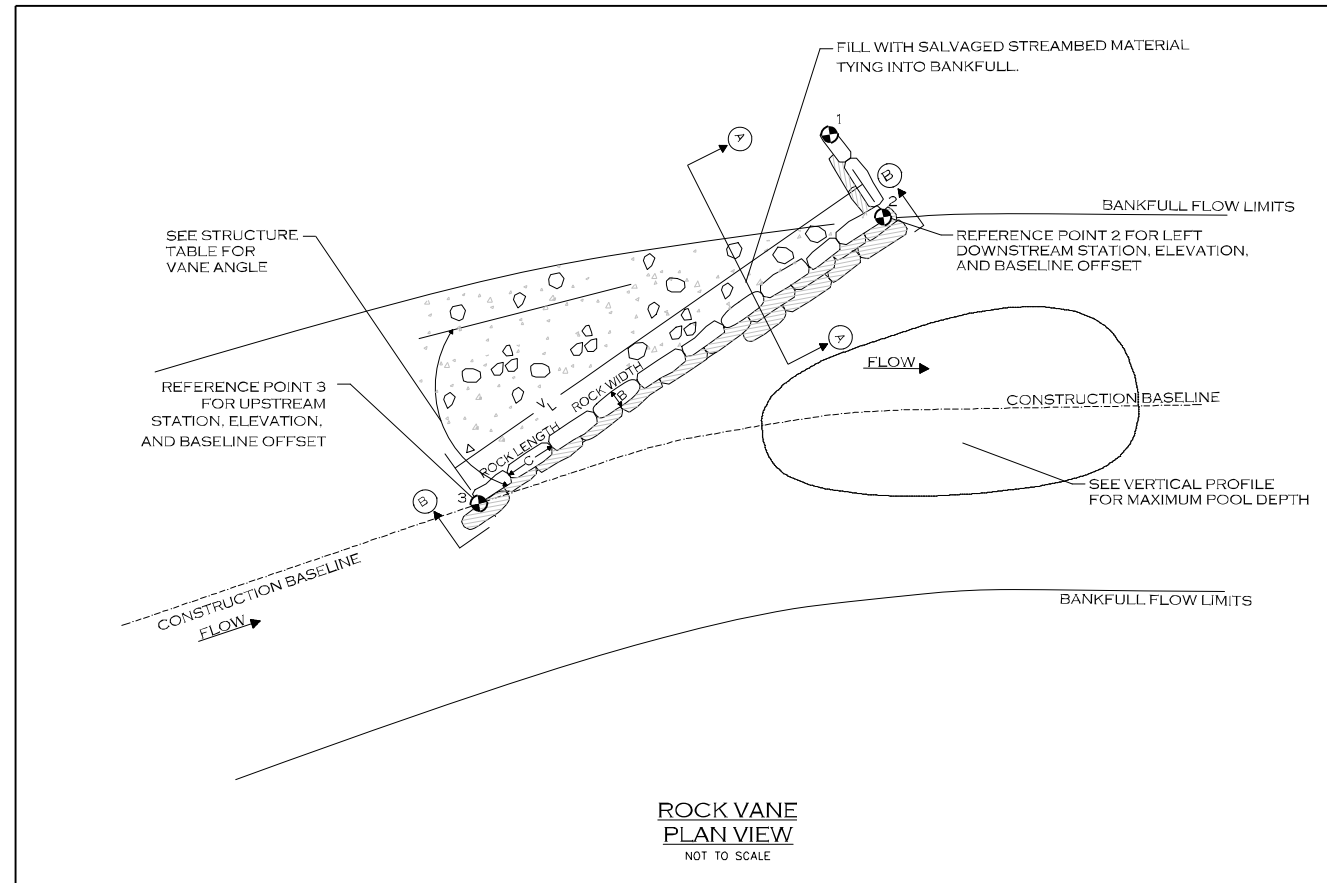 FILL WITH SALVAGED STREAMBED MATERIAL
TYING INTO BANKFULL.
1
A
B
2
BANKFULL FLOW LIMITS
SEE STRUCTURE
TABLE FOR
VANE ANGLE
REFERENCE POINT 2 FOR LEFT
DOWNSTREAM STATION, ELEVATION,
AND BASELINE OFFSET
A
FLOW
REFERENCE POINT 3
FOR UPSTREAM
STATION, ELEVATION,
AND BASELINE OFFSET
ROCK WIDTH
B
VL
CONSTRUCTION BASELINE
ROCK LENGTH
C
B
3
SEE VERTICAL PROFILE
FOR MAXIMUM POOL DEPTH
CONSTRUCTION BASELINE
FLOW
BANKFULL FLOW LIMITS
ROCK VANE
PLAN VIEW
NOT TO SCALE